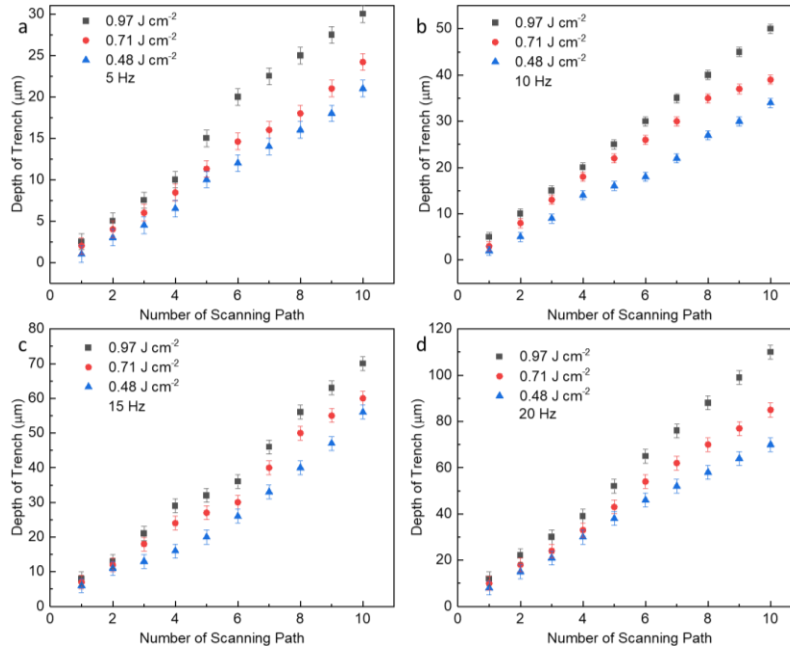 a
0.97 J cm⁻²
0.71 J cm⁻²
0.48 J cm⁻²
5 Hz
30
25
20
15
10
5
0
Depth of Trench (μm)
0 2 4 6 8 10
Number of Scanning Path
b
0.97 J cm⁻²
0.71 J cm⁻²
0.48 J cm⁻²
10 Hz
50
40
30
20
10
0
Depth of Trench (μm)
0 2 4 6 8 10
Number of Scanning Path
c
0.97 J cm⁻²
0.71 J cm⁻²
0.48 J cm⁻²
15 Hz
80
70
60
50
40
30
20
10
0
Depth of Trench (μm)
0 2 4 6 8 10
Number of Scanning Path
d
0.97 J cm⁻²
0.71 J cm⁻²
0.48 J cm⁻²
20 Hz
120
100
80
60
40
20
0
Depth of Trench (μm)
0 2 4 6 8 10
Number of Scanning Path